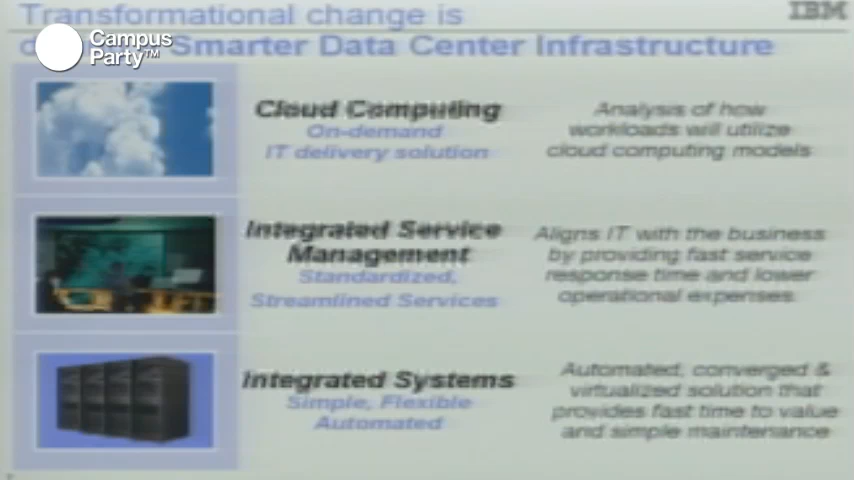 Transformational change is
IBM
Campus
Party™
Smarter Data Center Infrastructure
Cloud Computing
On-demand
IT delivery solution
Analysis of how
workloads will utilize
cloud computing models
Integrated Service
Management
Standardized,
Streamlined Services
Aligns IT with the business
by providing fast service
response time and lower
operational expenses.
Integrated Systems
Simple, Flexible
Automated
Automated, converged &
virtualized solution that
provides fast time to value
and simple maintenance